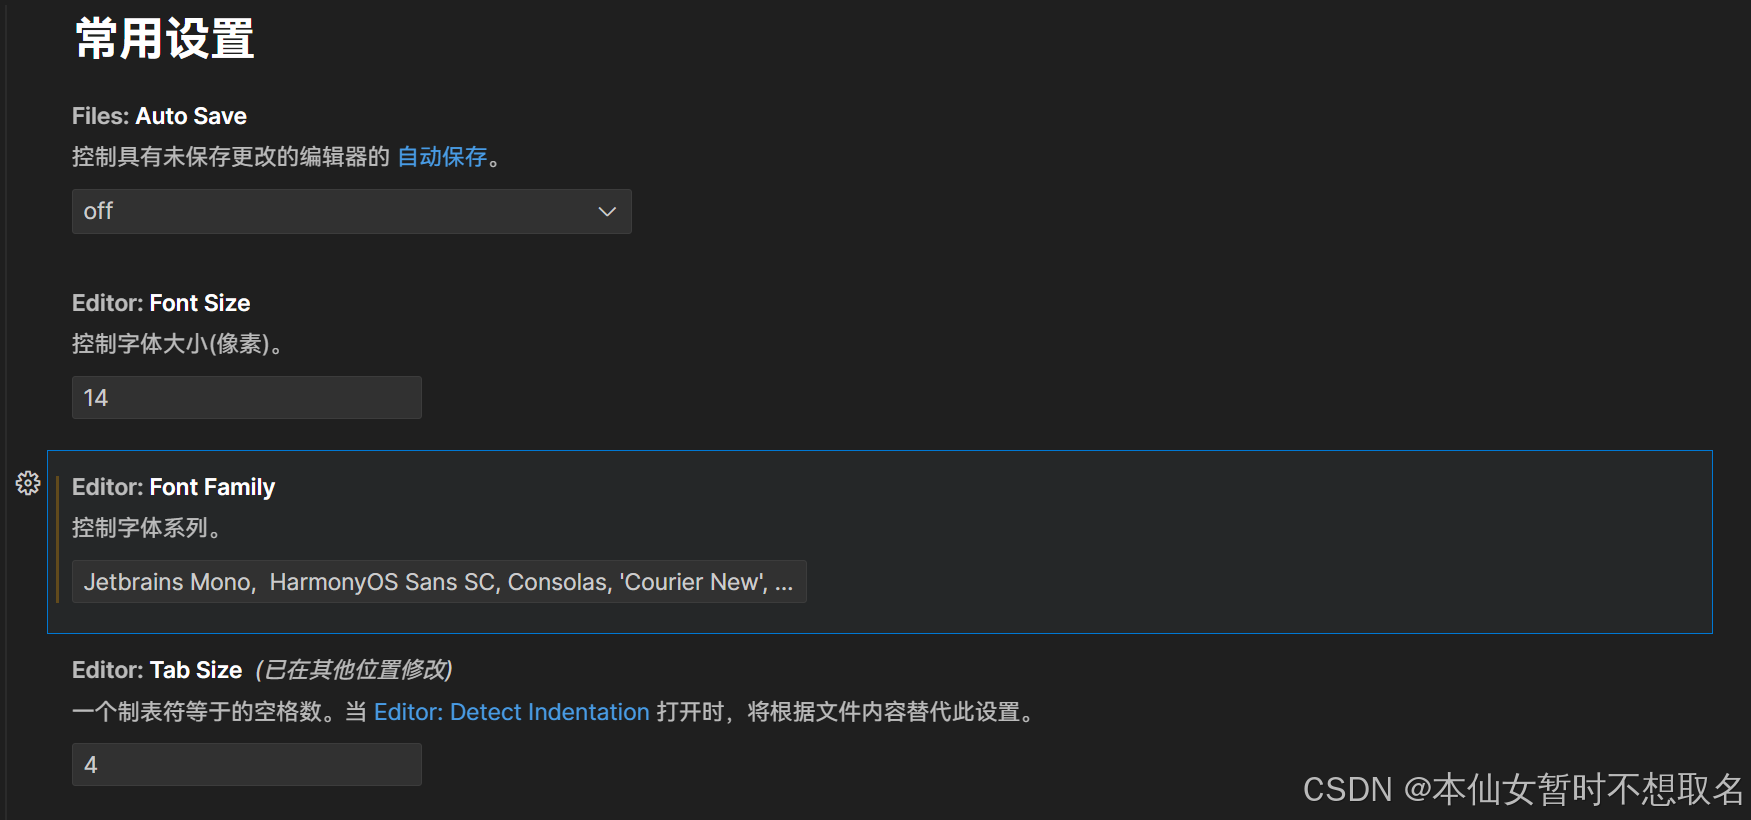 常用设置
Files: Auto Save
控制具有未保存更改的编辑器的 自动保存。
off
Editor: Font Size
控制字体大小(像素)。
14
Editor: Font Family
控制字体系列。
Jetbrains Mono,  HarmonyOS Sans SC, Consolas, 'Courier New', ...
Editor: Tab Size  (已在其他位置修改)
一个制表符等于的空格数。当 Editor: Detect Indentation 打开时，将根据文件内容替代此设置。
4
CSDN @本仙女暂时不想取名